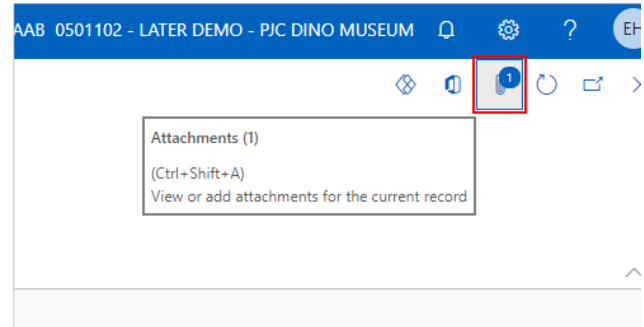 AAB 0501102 - LATER DEMO - PJC DINO MUSEUM ? EH
1
Attachments (1)
(Ctrl+Shift+A)
View or add attachments for the current record